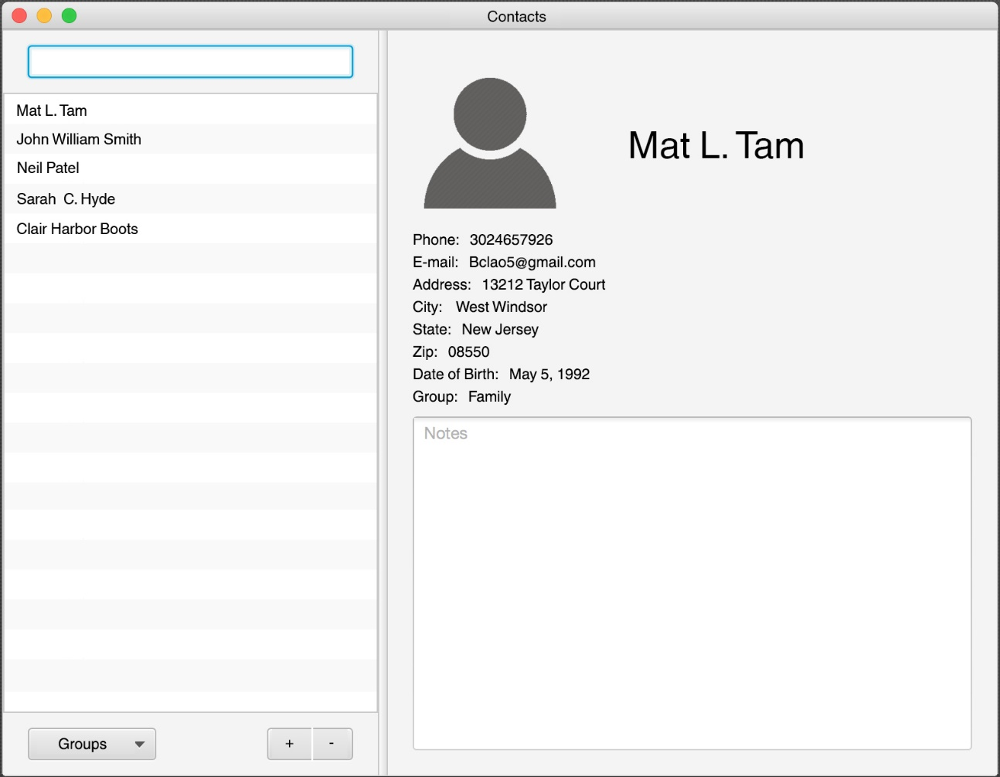 Contacts
Mat L. Tam
John William Smith
Neil Patel
Sarah  C. Hyde
Clair Harbor Boots
Groups
+
-
Mat L. Tam
Phone: 3024657926
E-mail: Bclao5@gmail.com
Address: 13212 Taylor Court
City: West Windsor
State: New Jersey
Zip: 08550
Date of Birth: May 5, 1992
Group: Family
Notes